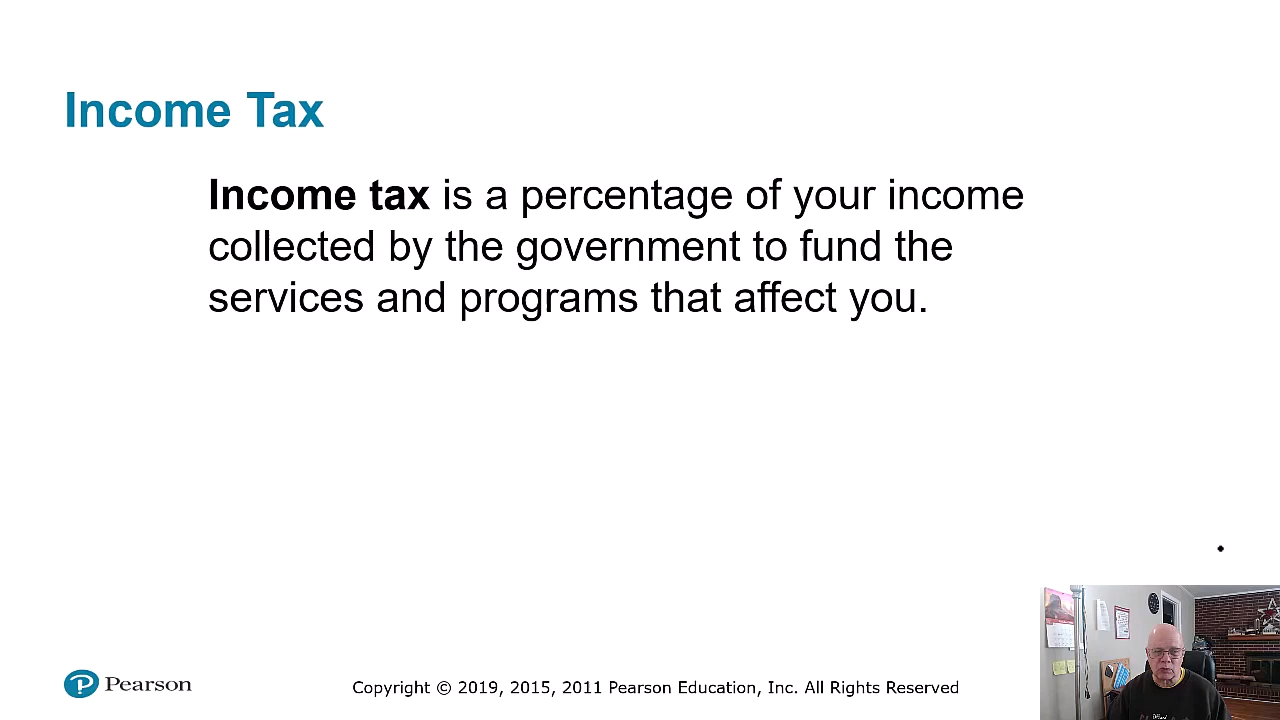 Income Tax
Income tax is a percentage of your income
collected by the government to fund the
services and programs that affect you.
Pearson
Copyright © 2019, 2015, 2011 Pearson Education, Inc. All Rights Reserved